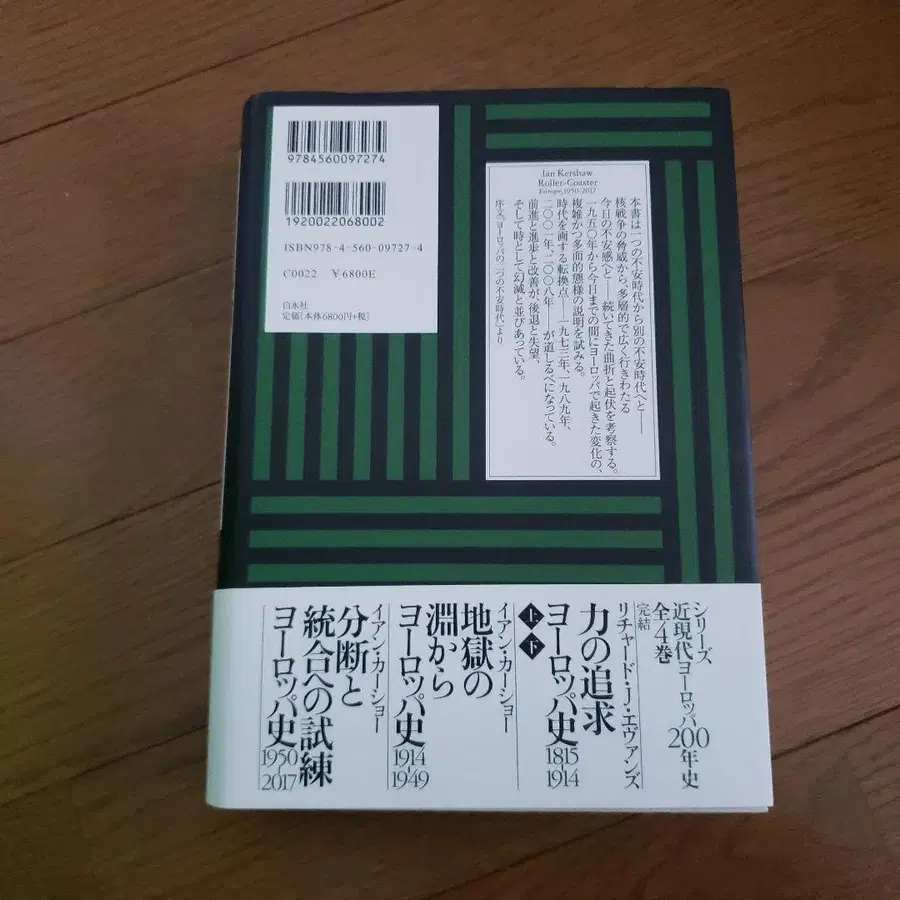 9784560097274
1920022068002
ISBN978-4-560-09727-4
C0022 ¥6800E
白水社
定価[本体6800円+税]
Ian Kershaw
Roller-Coaster
Europe, 1950-2017
本書は一つの不安時代から別の不安時代へと——
核戦争の脅威から、多層的で広く行きわたる
今日の不安感へと——続いてきた曲折と起伏を考察する。
一九五〇年から今日までの間にヨーロッパで起きた変化の、
複雑かつ多面的態様の説明を試みる。
時代を画する転換点——一九七三年、一九八九年、
二〇〇一年、二〇〇八年——が道しるべになっている。
前進と進歩と改善が、後退と失望、
そして時として幻滅と並びあっている。
序文「ヨーロッパの二つの不安時代」より
シリーズ
近現代ヨーロッパ200年史
全4巻
完結
リチャード・J・エヴァンズ
力の追求
ヨーロッパ史1815-1914
上・下
イアン・カーショー
地獄の
淵から
ヨーロッパ史1914-1949
イアン・カーショー
分断と
統合への試練
ヨーロッパ史1950-2017